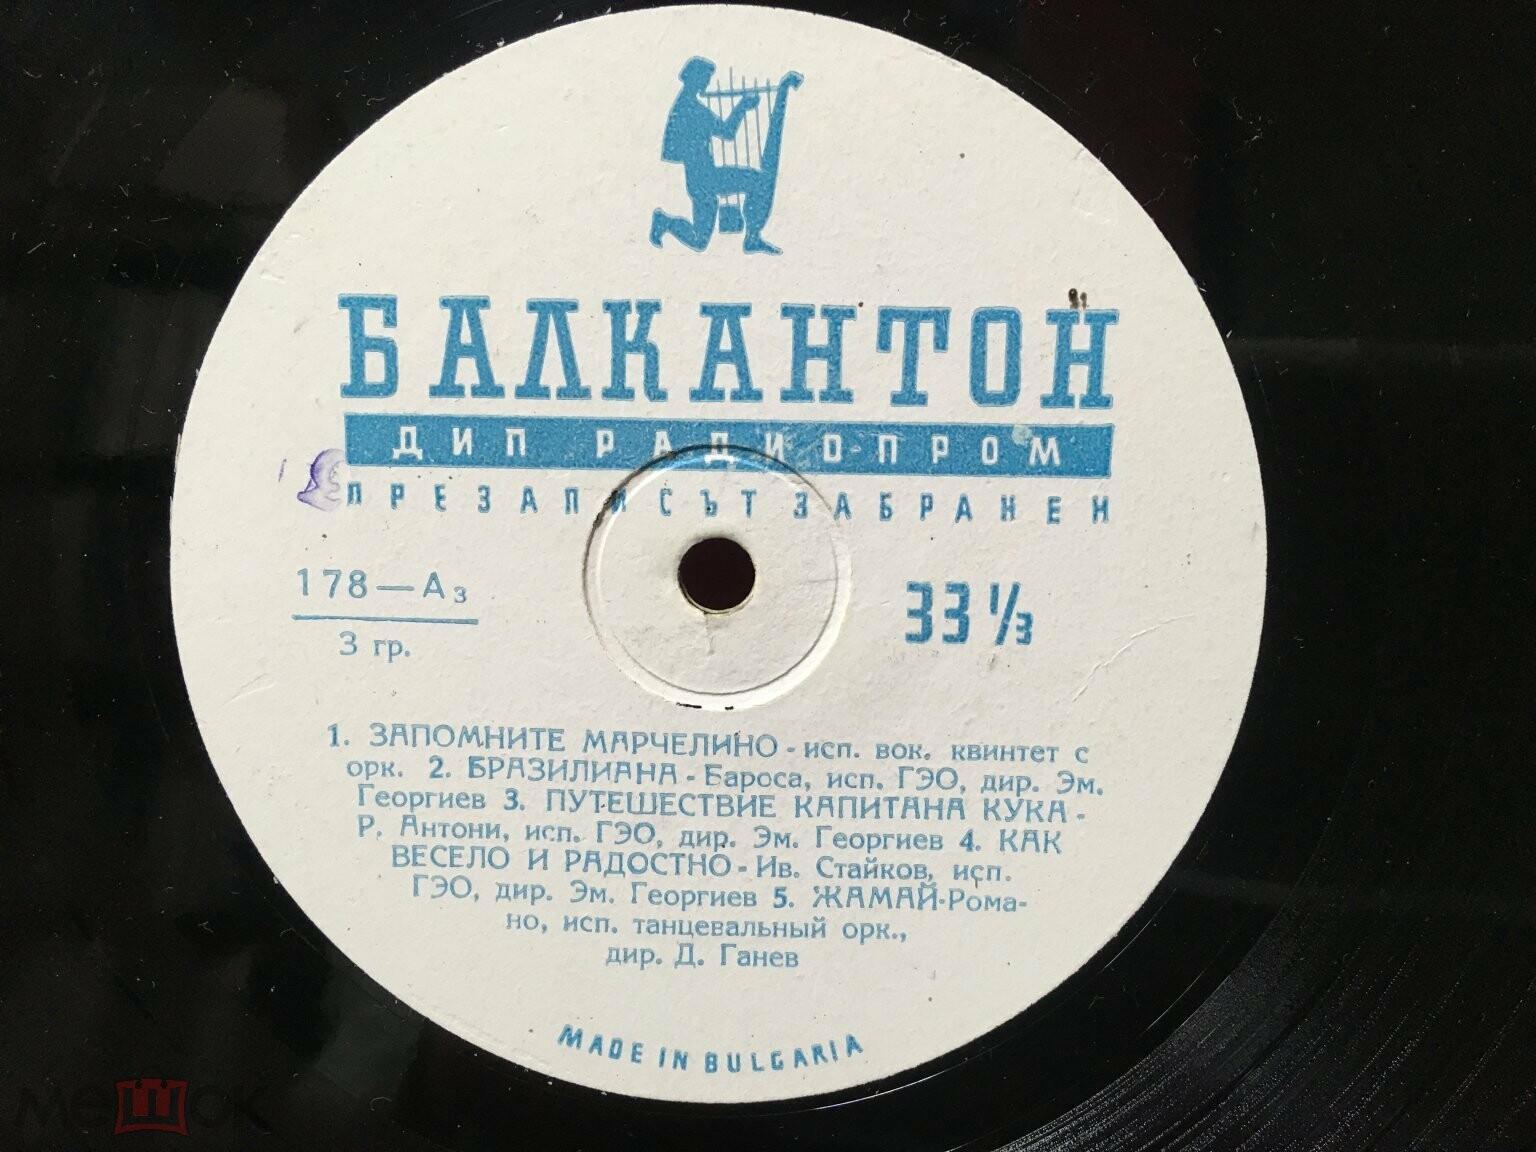 БАЛКАНТОН
ДИП РАДИОПРОМ
ПРЕЗАПИСЪТ ЗАБРАНЕН
178—А3
3 гр.
33 1/3
1. ЗАПОМНИТЕ МАРЧЕЛИНО - исп. вок. квинтет с
орк. 2. БРАЗИЛИАНА - Бароса, исп. ГЭО, дир. Эм.
Георгиев 3. ПУТЕШЕСТВИЕ КАПИТАНА КУКА -
Р. Антони, исп. ГЭО, дир. Эм. Георгиев 4. КАК
ВЕСЕЛО И РАДОСТНО - Ив. Стайков, исп.
ГЭО, дир. Эм. Георгиев 5. ЖАМАЙ-Рома-
но, исп. танцевальный орк.,
дир. Д. Ганев
MADE IN BULGARIA
мешок